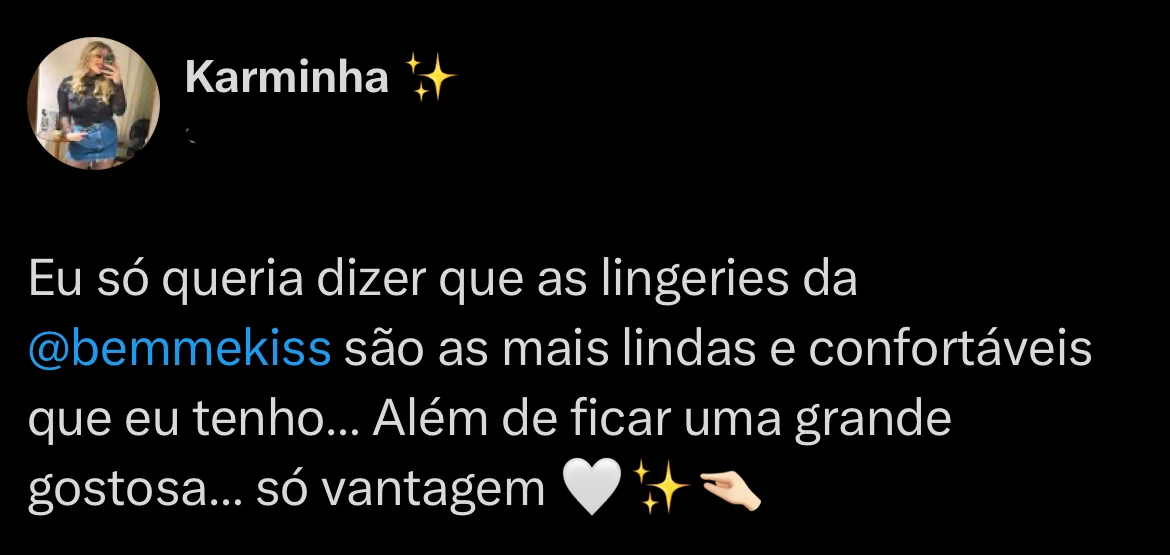 Karminha ✨
Eu só queria dizer que as lingeries da
@bemmekiss são as mais lindas e confortáveis
que eu tenho... Além de ficar uma grande
gostosa... só vantagem 🤍✨🫳🏻